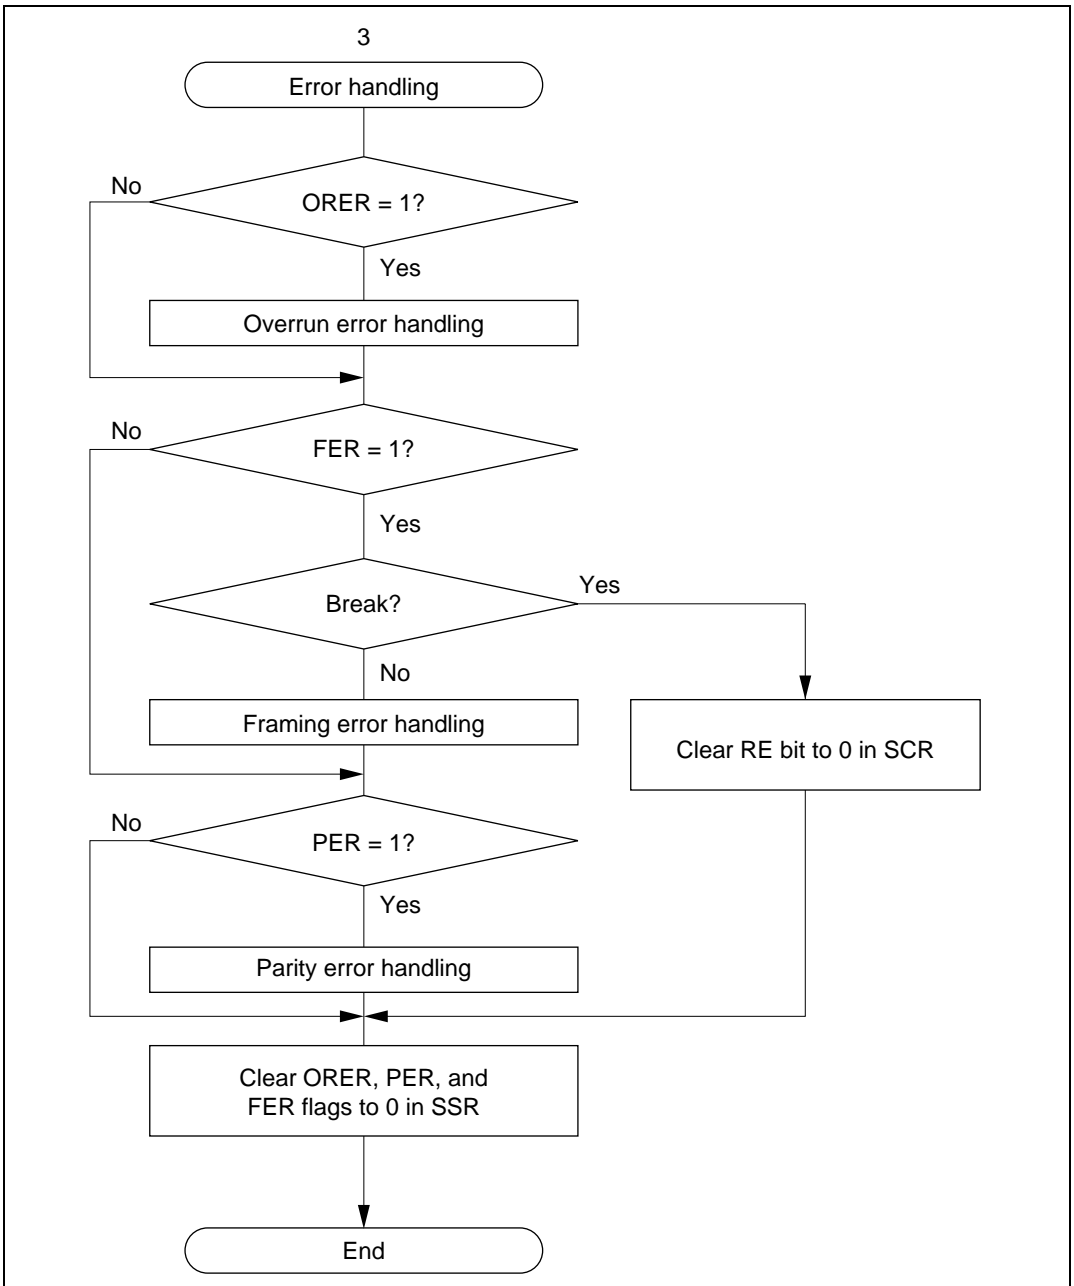 3
Error handling
No
ORER = 1?
Yes
Overrun error handling
No
FER = 1?
Yes
Break?
Yes
No
Framing error handling
Clear RE bit to 0 in SCR
No
PER = 1?
Yes
Parity error handling
Clear ORER, PER, and
FER flags to 0 in SSR
End